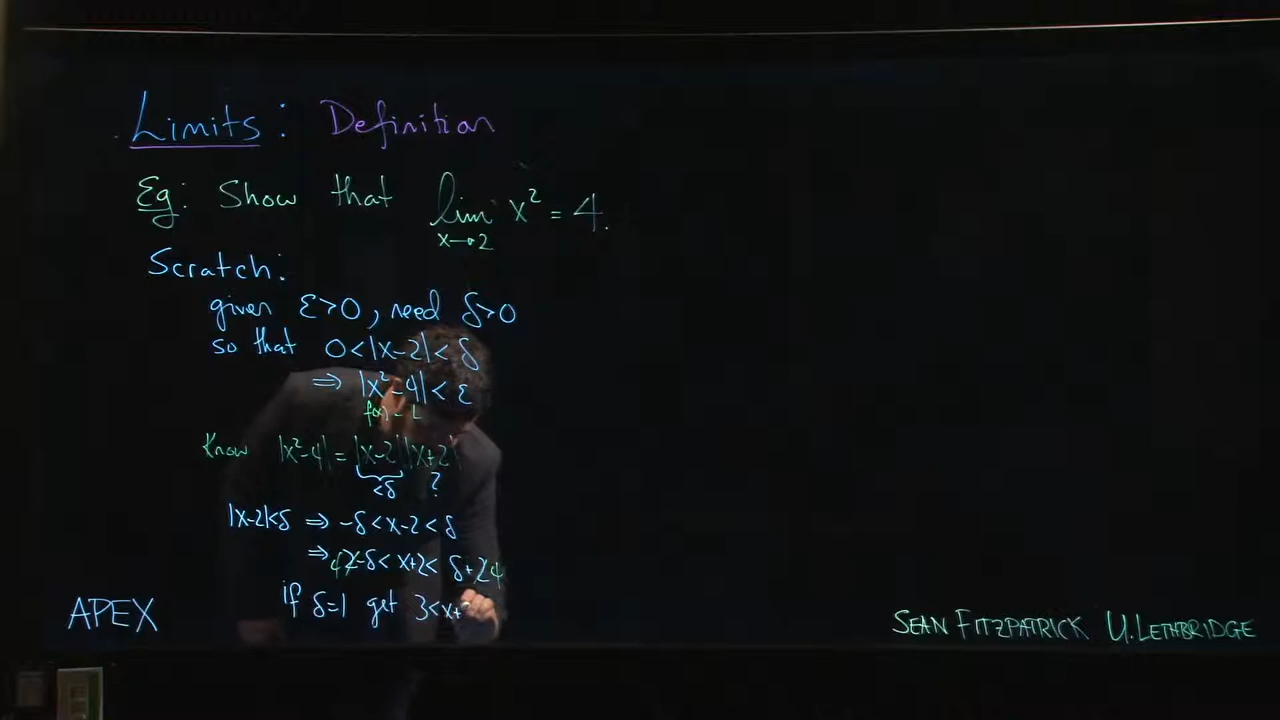 Limits: Definition
Eg: Show that lim x→2 x² = 4.
Scratch:
given ε>0, need δ>0
so that 0<|x-2|<δ
⇒ |x²-4|<ε
f(x) - L
Know |x²-4| = |x-2||x+2|
<δ ?
|x-2|<δ ⇒ -δ<x-2<δ
⇒ 4-δ<x+2<δ+4
if δ=1 get 3<x+
APEX
SEAN FITZPATRICK U. LETHBRIDGE